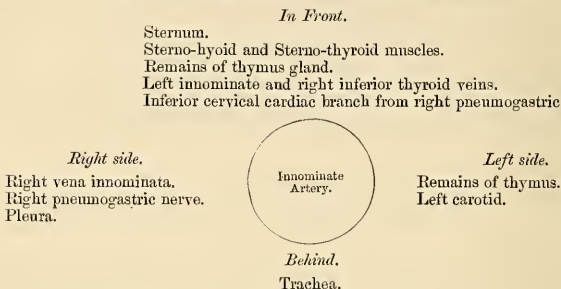 In Front.
Sternum.
Sterno-hyoid and Sterno-thyroid muscles.
Remains of thymus gland.
Left innominate and right inferior thyroid veins.
Inferior cervical cardiac branch from right pneumogastric
Right side.
Right vena innominata.
Right pneumogastric nerve.
Pleura.
Innominate
Artery.
Left side.
Remains of thymus.
Left carotid.
Behind.
Trachea.